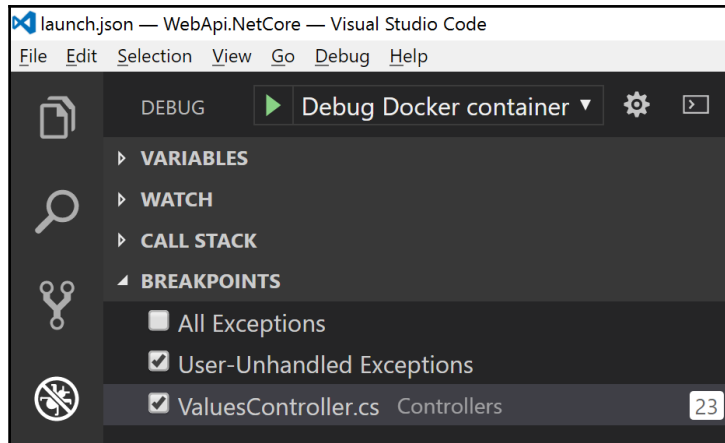 launch.json — WebApi.NetCore — Visual Studio Code
File Edit Selection View Go Debug Help
DEBUG Debug Docker container
VARIABLES
WATCH
CALL STACK
BREAKPOINTS
All Exceptions
User-Unhandled Exceptions
ValuesController.cs Controllers 23